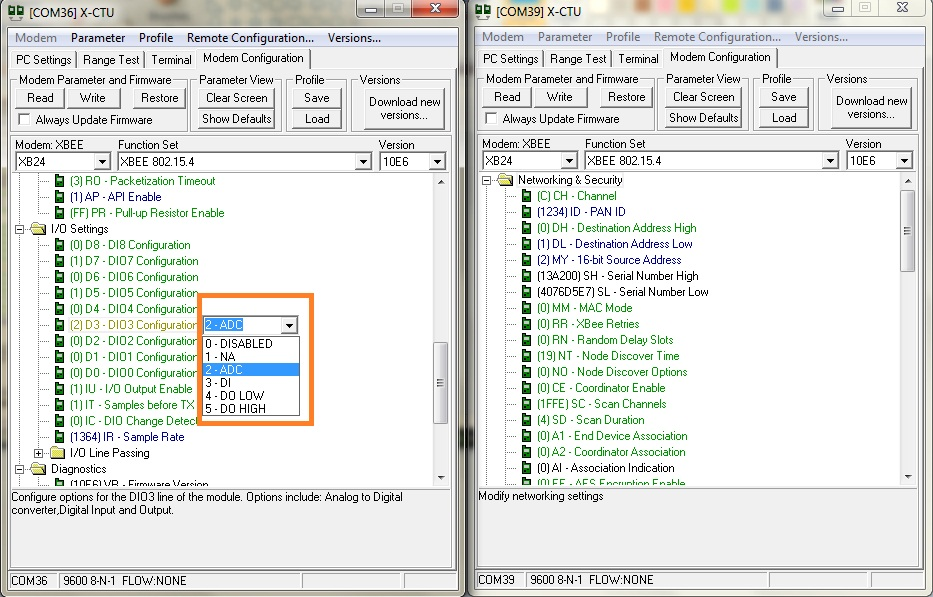 [COM36] X-CTU
Modem Parameter Profile Remote Configuration... Versions...
PC Settings Range Test Terminal Modem Configuration
Modem Parameter and Firmware Parameter View Profile Versions
Read Write Restore Clear Screen Save Download new versions...
Always Update Firmware Show Defaults Load
Modem: XBEE Function Set Version
XB24 XBEE 802.15.4 10E6
(3) RO - Packetization Timeout
(1) AP - API Enable
(FF) PR - Pull-up Resistor Enable
I/O Settings
(0) D8 - DI8 Configuration
(1) D7 - DIO7 Configuration
(0) D6 - DIO6 Configuration
(1) D5 - DIO5 Configuration
(0) D4 - DIO4 Configuration
(2) D3 - DIO3 Configuration 2 - ADC
(0) D2 - DIO2 Configuration
(0) D1 - DIO1 Configuration
(0) D0 - DIO0 Configuration
(1) IU - I/O Output Enable
(1) IT - Samples before TX
(0) IC - DIO Change Detect
0 - DISABLED
1 - NA
2 - ADC
3 - DI
4 - DO LOW
5 - DO HIGH
(1364) IR - Sample Rate
I/O Line Passing
Diagnostics
(10E6) VR - Firmware Version
Configure options for the DIO3 line of the module. Options include: Analog to Digital
converter,Digital Input and Output.
COM36 9600 8-N-1 FLOW:NONE
[COM39] X-CTU
Modem Parameter Profile Remote Configuration... Versions...
PC Settings Range Test Terminal Modem Configuration
Modem Parameter and Firmware Parameter View Profile Versions
Read Write Restore Clear Screen Save Download new versions...
Always Update Firmware Show Defaults Load
Modem: XBEE Function Set Version
XB24 XBEE 802.15.4 10E6
Networking & Security
(C) CH - Channel
(1234) ID - PAN ID
(0) DH - Destination Address High
(1) DL - Destination Address Low
(2) MY - 16-bit Source Address
(13A200) SH - Serial Number High
(4076D5E7) SL - Serial Number Low
(0) MM - MAC Mode
(0) RR - XBee Retries
(0) RN - Random Delay Slots
(19) NT - Node Discover Time
(0) NO - Node Discover Options
(0) CE - Coordinator Enable
(1FFE) SC - Scan Channels
(4) SD - Scan Duration
(0) A1 - End Device Association
(0) A2 - Coordinator Association
(0) AI - Association Indication
(0) EE - AES Encryption Enable
Modify networking settings
COM39 9600 8-N-1 FLOW:NONE